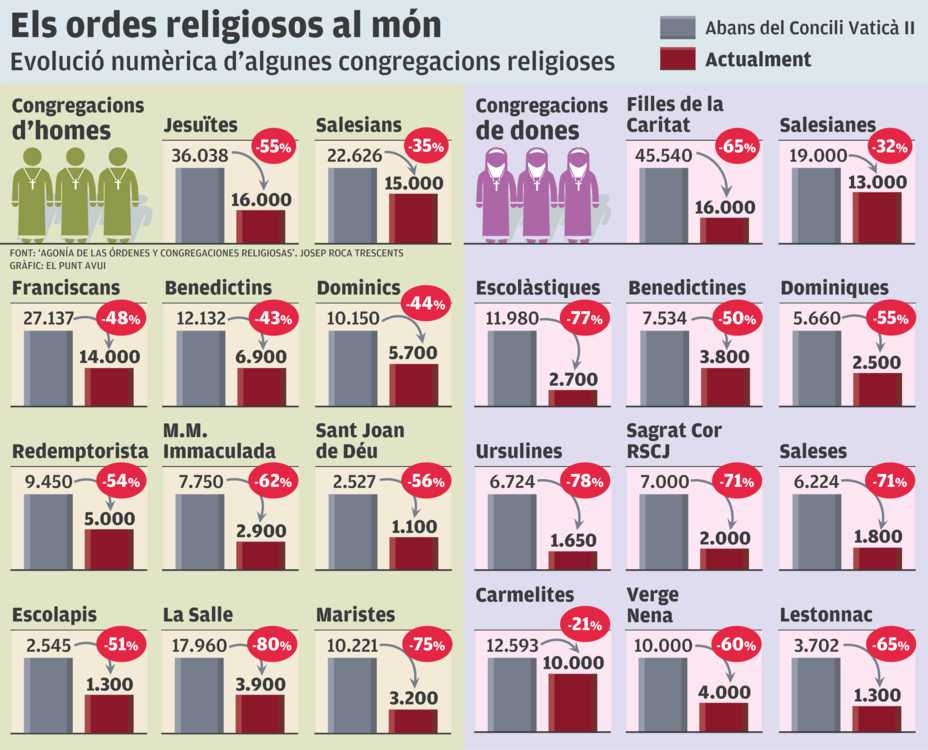 Els ordes religiosos al món
Evolució numèrica d'algunes congregacions religioses
Abans del Concili Vaticà II
Actualment
Congregacions
d'homes
Jesuïtes
36.038
-55%
16.000
Salesians
22.626
-35%
15.000
FONT: 'AGONÍA DE LAS ÓRDENES Y CONGREGACIONES RELIGIOSAS'. JOSEP ROCA TRESCENTS
GRÀFIC: EL PUNT AVUI
Franciscans
27.137
-48%
14.000
Benedictins
12.132
-43%
6.900
Dominics
10.150
-44%
5.700
Redemptorista
9.450
-54%
5.000
M.M.
Immaculada
7.750
-62%
2.900
Sant Joan
de Déu
2.527
-56%
1.100
Escolapis
2.545
-51%
1.300
La Salle
17.960
-80%
3.900
Maristes
10.221
-75%
3.200
Congregacions
de dones
Filles de la
Caritat
45.540
-65%
16.000
Salesianes
19.000
-32%
13.000
Escolàstiques
11.980
-77%
2.700
Benedictines
7.534
-50%
3.800
Dominiques
5.660
-55%
2.500
Ursulines
6.724
-78%
1.650
Sagrat Cor
RSCJ
7.000
-71%
2.000
Saleses
6.224
-71%
1.800
Carmelites
12.593
-21%
10.000
Verge
Nena
10.000
-60%
4.000
Lestonnac
3.702
-65%
1.300